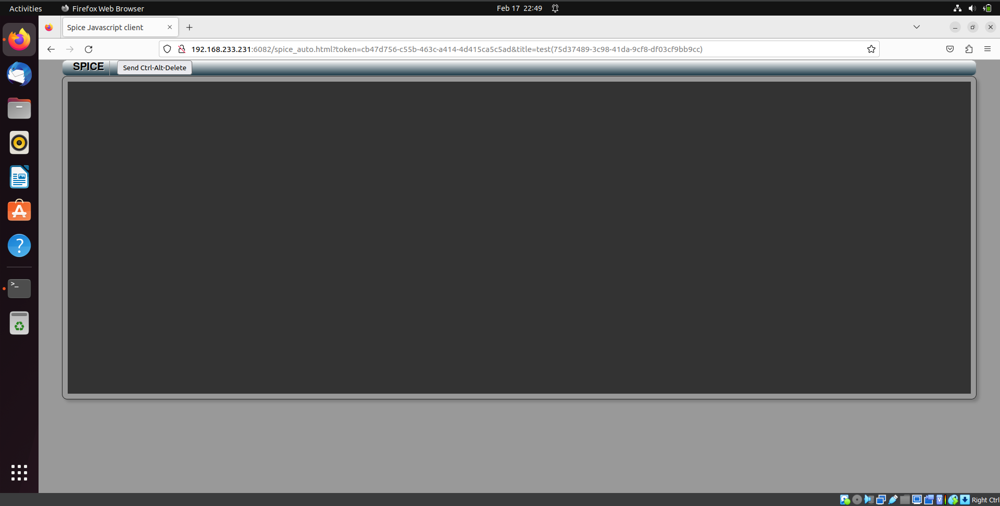 Activities Firefox Web Browser Feb 17 22:49
Spice Javascript client
192.168.233.231:6082/spice_auto.html?token=cb47d756-c55b-463c-a414-4d415ca5c5ad&title=test(75d37489-3c98-41da-9cf8-df03cf9bb9cc)
SPICE Send Ctrl-Alt-Delete
Right Ctrl